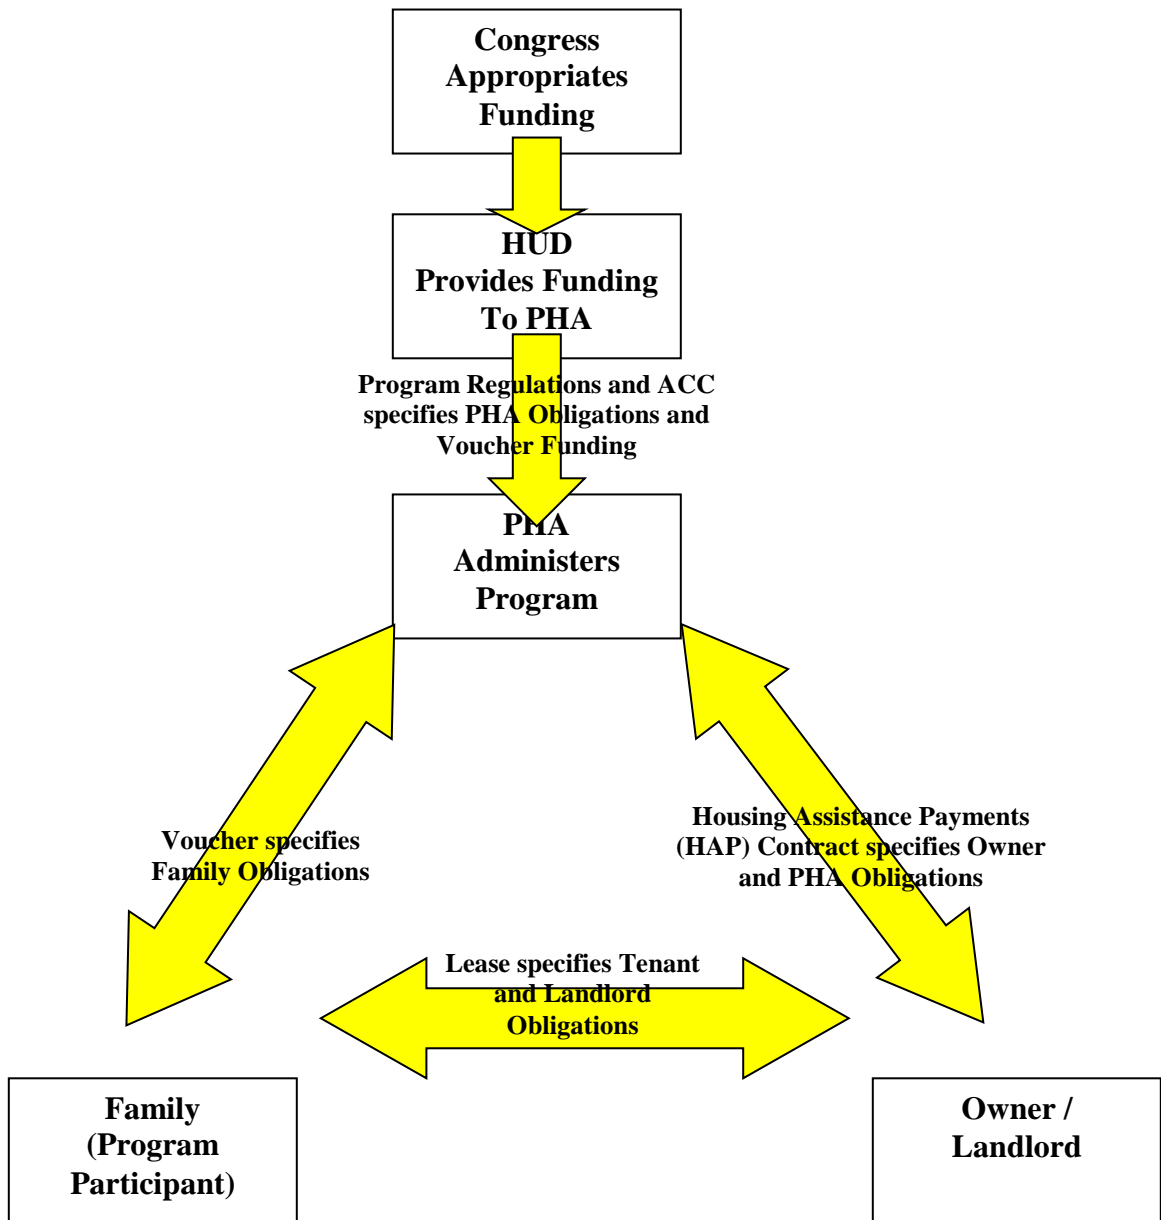 Congress
Appropriates
Funding
HUD
Provides Funding
To PHA
Program Regulations and ACC
specifies PHA Obligations and
Voucher Funding
PHA
Administers
Program
Voucher specifies
Family Obligations
Housing Assistance Payments
(HAP) Contract specifies Owner
and PHA Obligations
Lease specifies Tenant
and Landlord
Obligations
Family
(Program
Participant)
Owner /
Landlord